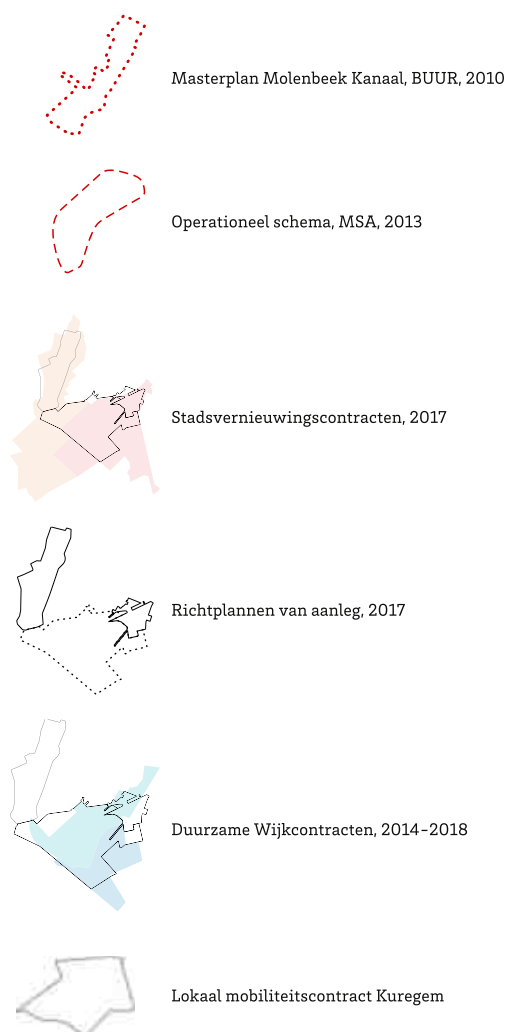 Masterplan Molenbeek Kanaal, BUUR, 2010
Operationeel schema, MSA, 2013
Stadsvernieuwingscontracten, 2017
Richtplannen van aanleg, 2017
Duurzame Wijkcontracten, 2014–2018
Lokaal mobiliteitscontract Kuregem